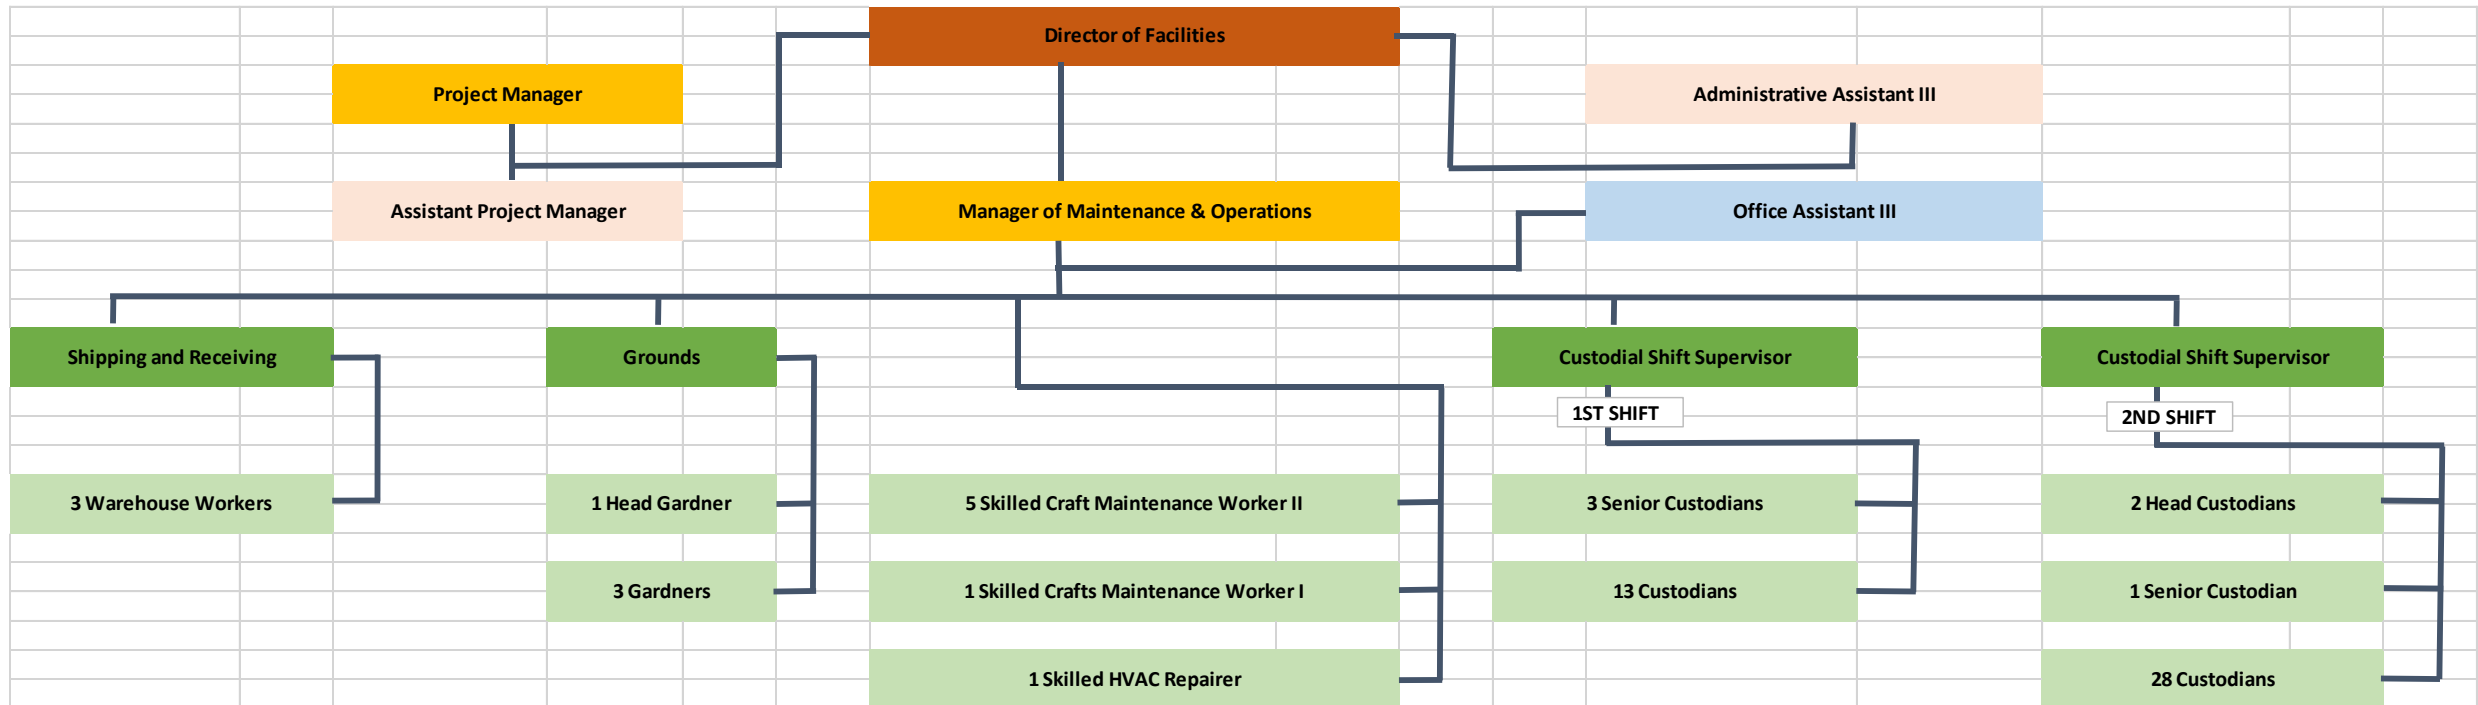 Director of Facilities
Project Manager
Administrative Assistant III
Assistant Project Manager
Manager of Maintenance & Operations
Office Assistant III
Shipping and Receiving
Grounds
Custodial Shift Supervisor
Custodial Shift Supervisor
1ST SHIFT
2ND SHIFT
3 Warehouse Workers
1 Head Gardner
5 Skilled Craft Maintenance Worker II
3 Senior Custodians
2 Head Custodians
3 Gardners
1 Skilled Crafts Maintenance Worker I
13 Custodians
1 Senior Custodian
1 Skilled HVAC Repairer
28 Custodians